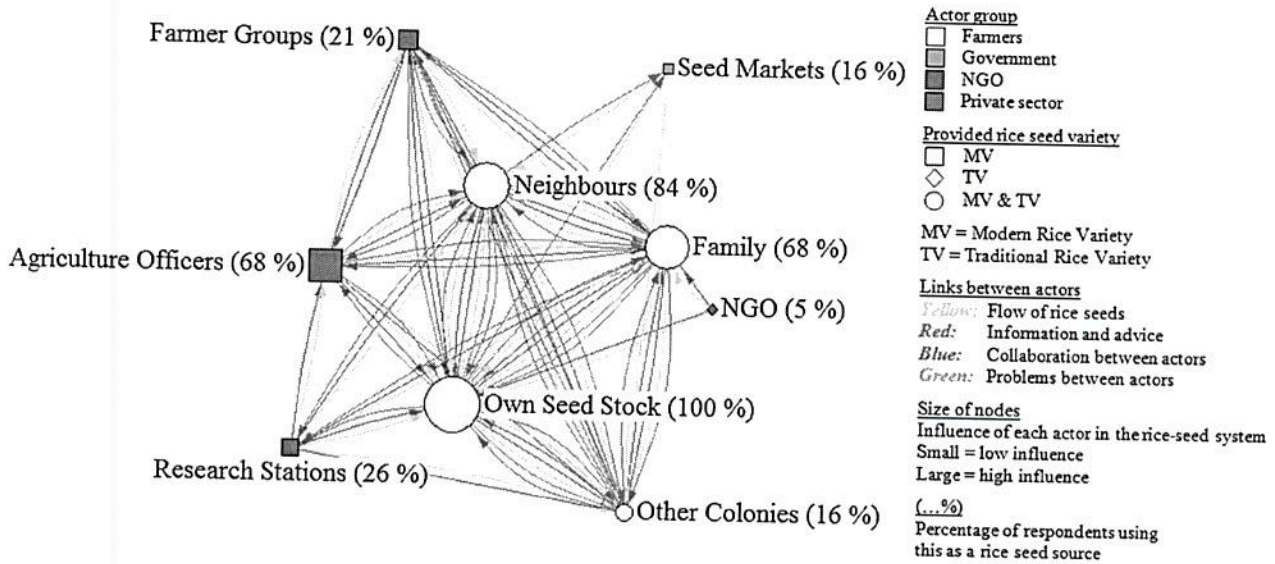 Farmer Groups (21 %)
Seed Markets (16 %)
Neighbours (84 %)
Family (68 %)
Agriculture Officers (68 %)
NGO (5 %)
Own Seed Stock (100 %)
Research Stations (26 %)
Other Colonies (16 %)
Actor group
Farmers
Government
NGO
Private sector
Provided rice seed variety
MV
TV
MV & TV
MV = Modern Rice Variety
TV = Traditional Rice Variety
Links between actors
Yellow: Flow of rice seeds
Red: Information and advice
Blue: Collaboration between actors
Green: Problems between actors
Size of nodes
Influence of each actor in the rice-seed system
Small = low influence
Large = high influence
(...%)
Percentage of respondents using
this as a rice seed source